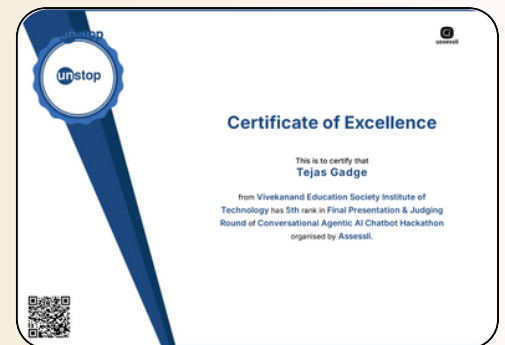 unstop
assessli
unstop
Certificate of Excellence
This is to certify that
Tejas Gadge
from Vivekanand Education Society Institute of
Technology has 5th rank in Final Presentation & Judging
Round of Conversational Agentic AI Chatbot Hackathon
organised by Assessli.